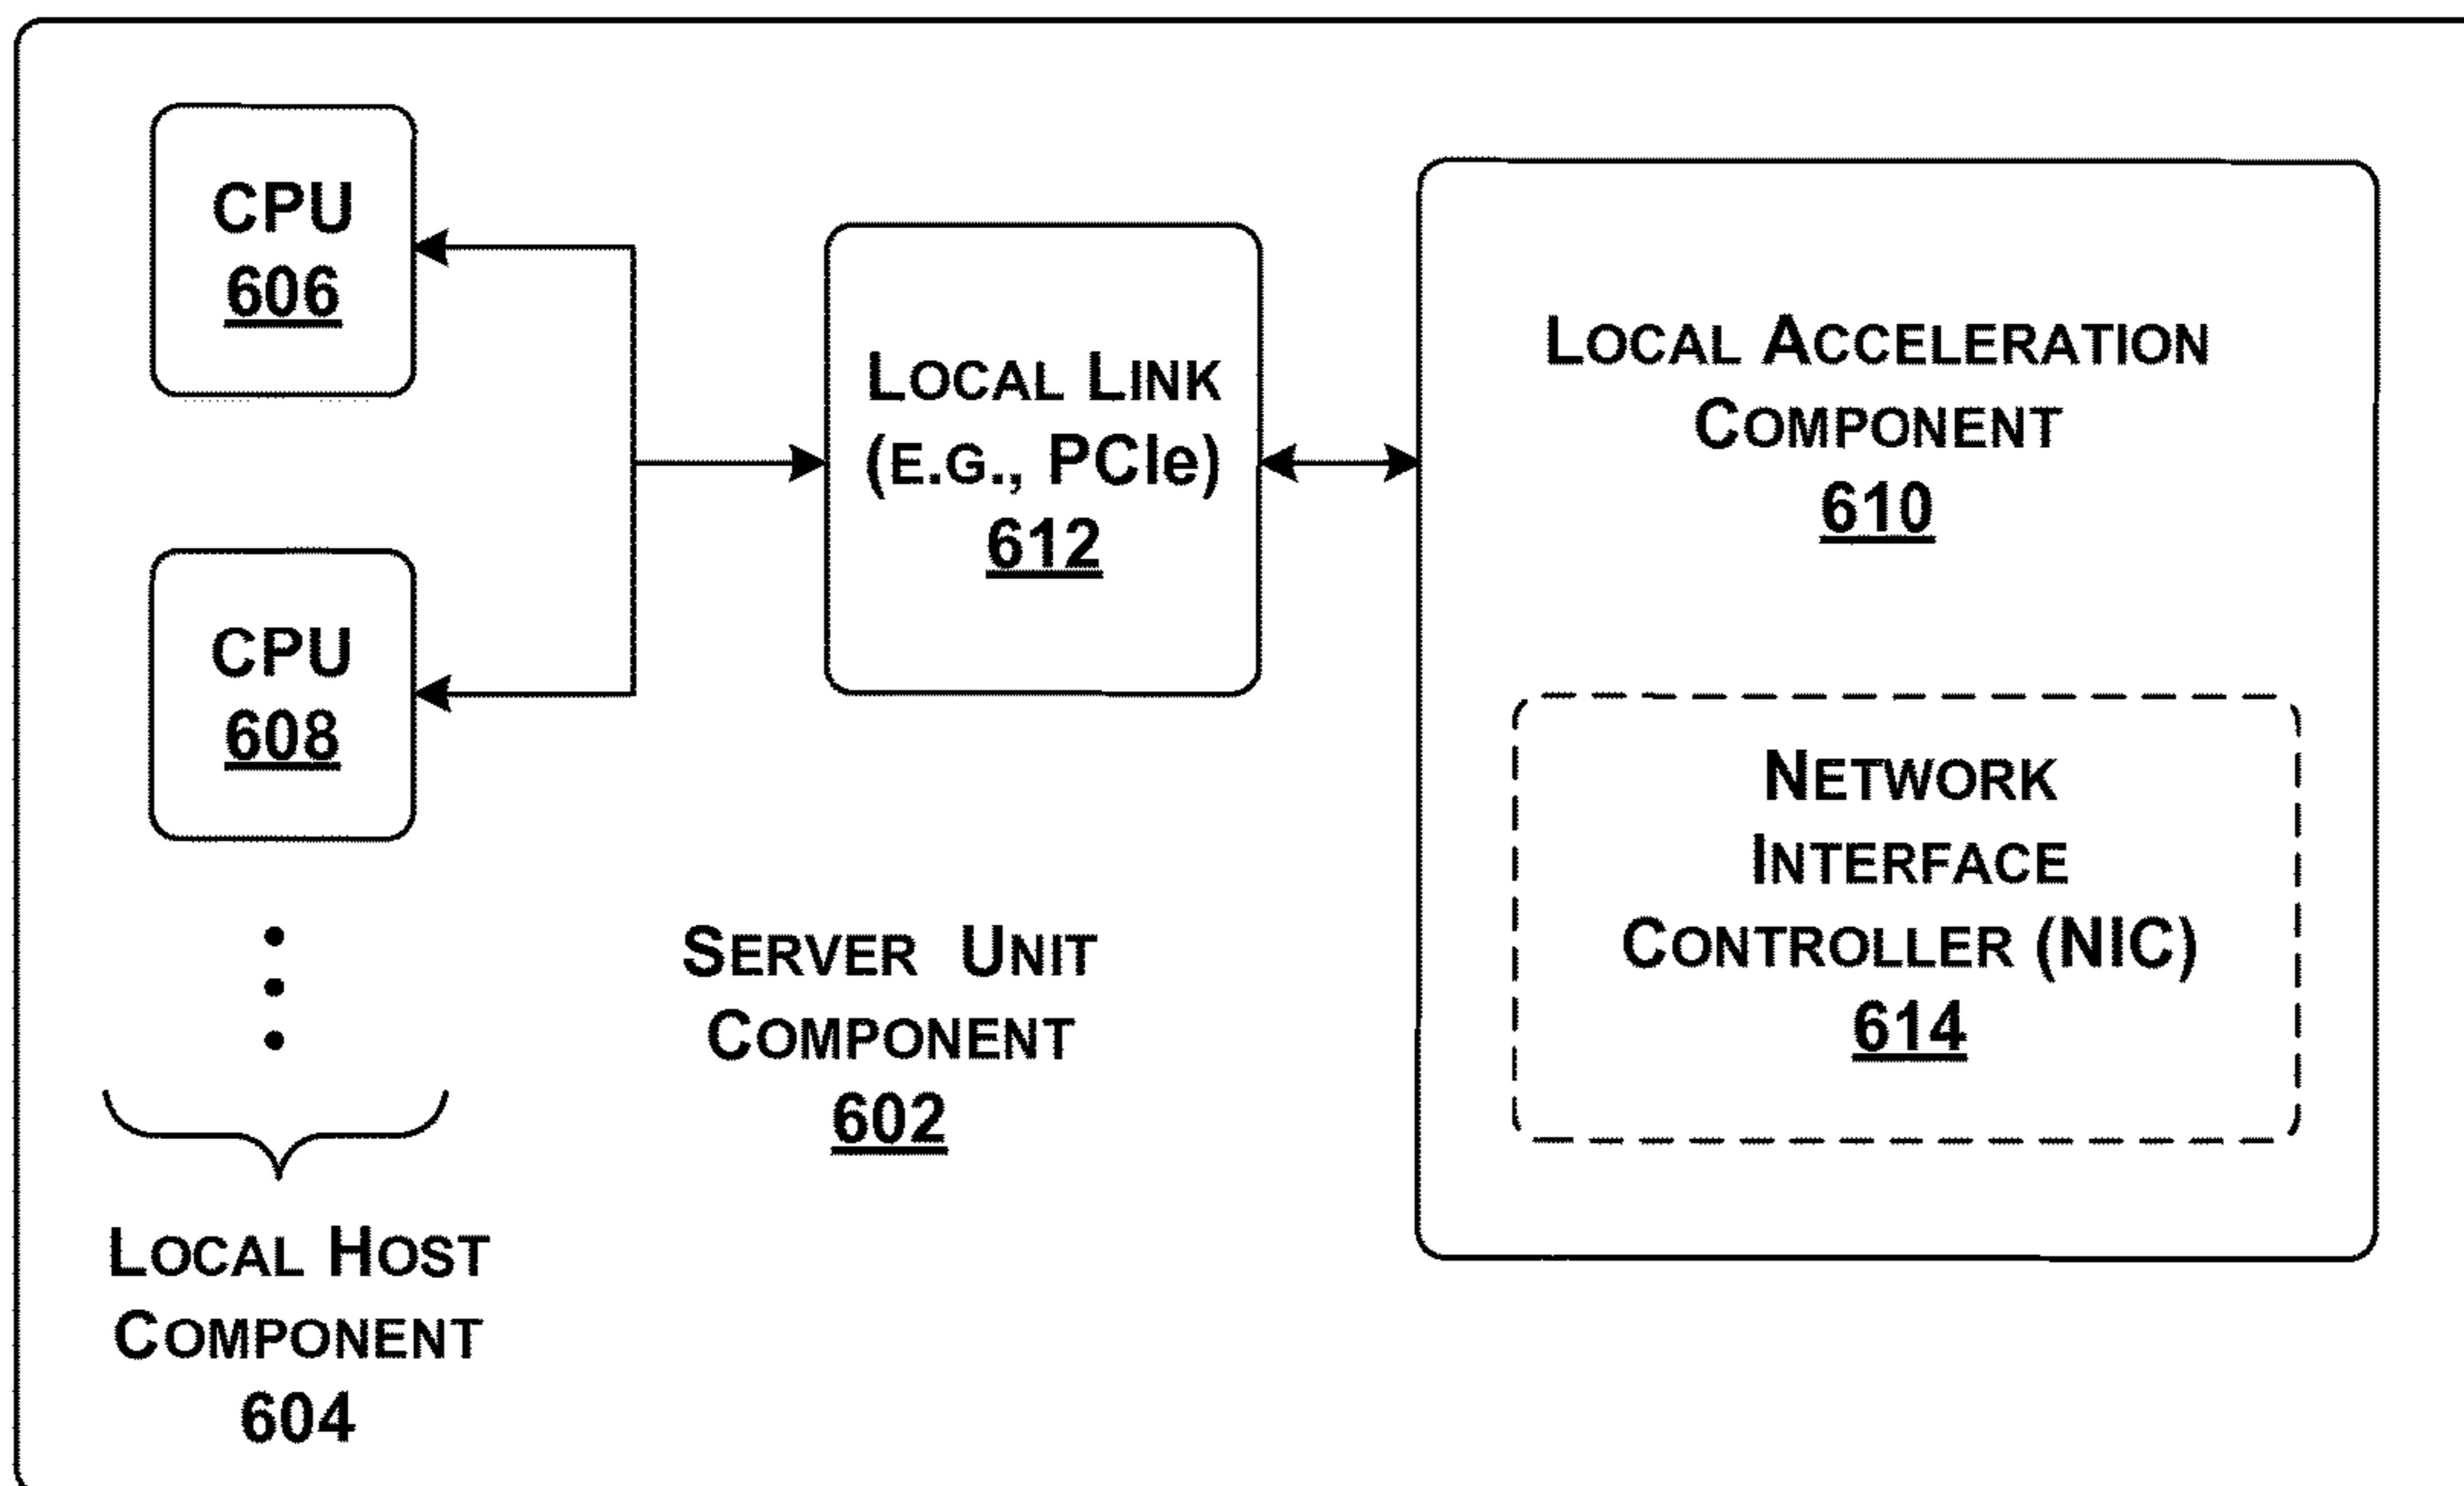 CPU
606
CPU
608
LOCAL LINK
(E.G., PCIe)
612
LOCAL ACCELERATION
COMPONENT
610
NETWORK
INTERFACE
CONTROLLER (NIC)
614
SERVER UNIT
COMPONENT
602
LOCAL HOST
COMPONENT
604